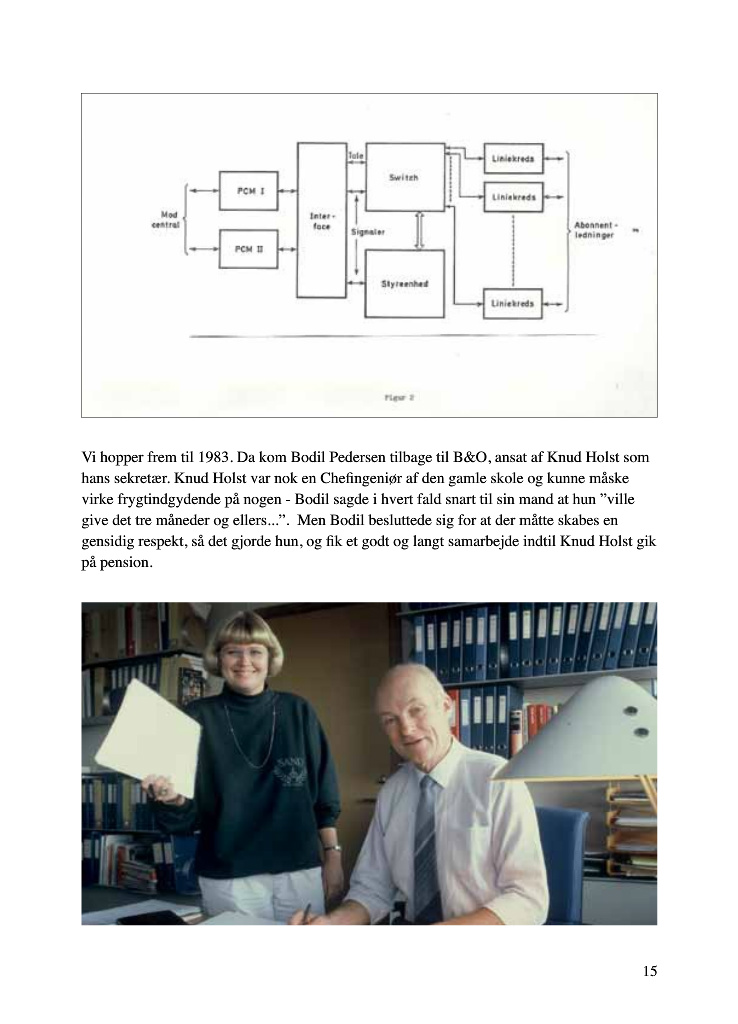 Tale
Switch
Liniekreds
PCM I
Liniekreds
Mod
central
Inter-
face
Signaler
Abonnent-
ledninger
PCM II
Styreenhed
Liniekreds
Figur 2
Vi hopper frem til 1983. Da kom Bodil Pedersen tilbage til B&O, ansat af Knud Holst som
hans sekretær. Knud Holst var nok en Chefingeniør af den gamle skole og kunne måske
virke frygtindgydende på nogen - Bodil sagde i hvert fald snart til sin mand at hun ”ville
give det tre måneder og ellers...”. Men Bodil besluttede sig for at der måtte skabes en
gensidig respekt, så det gjorde hun, og fik et godt og langt samarbejde indtil Knud Holst gik
på pension.
SAND
15